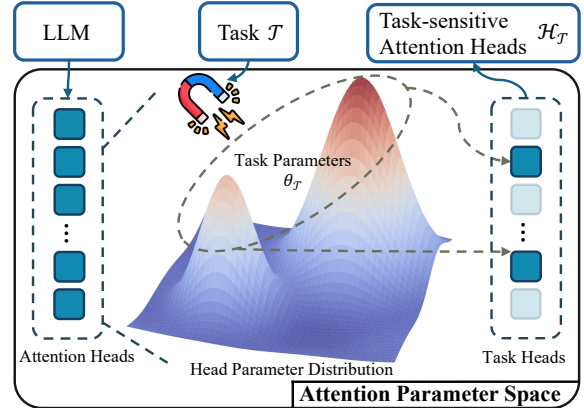 LLM
Task 𝒯
Task-sensitive
Attention Heads ℋ𝒯
Task Parameters
θ𝒯
Attention Heads
Head Parameter Distribution
Task Heads
Attention Parameter Space